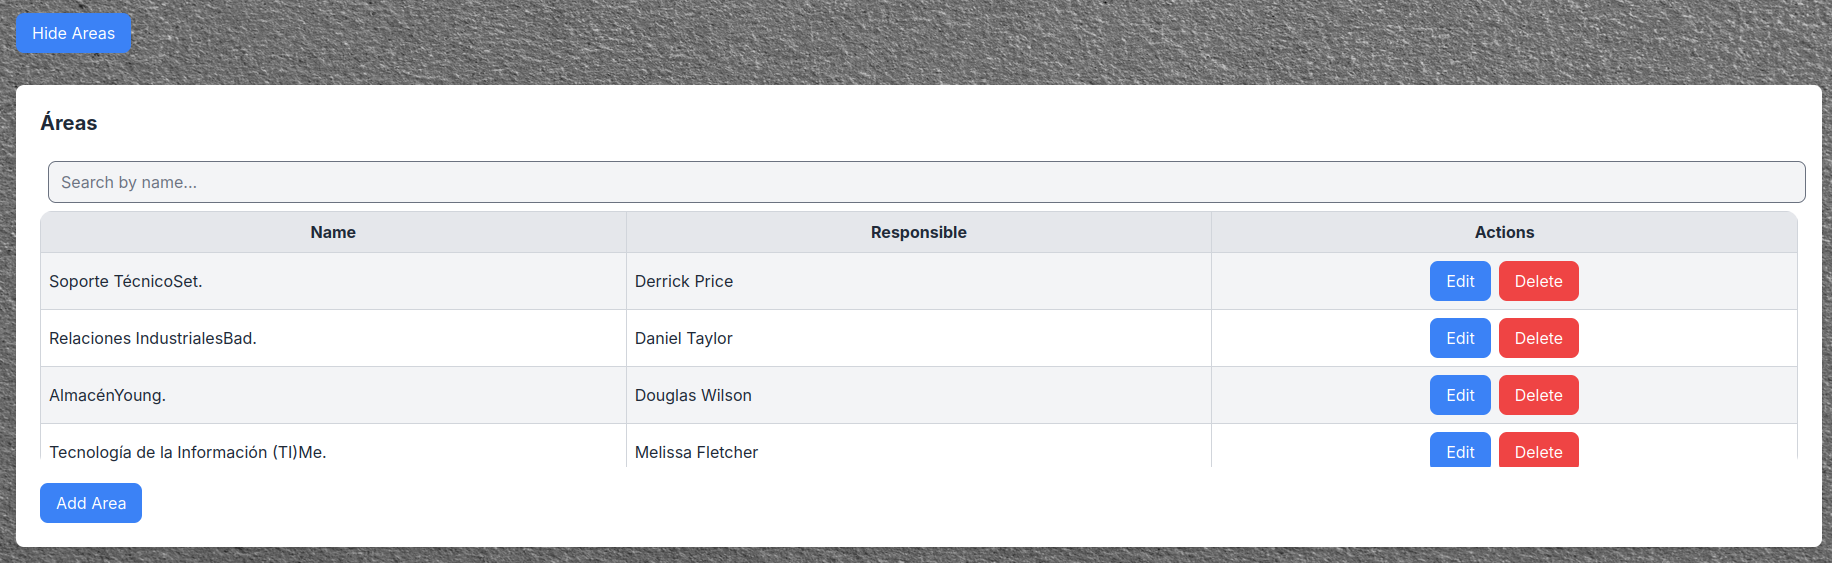 Hide Areas
Áreas
Search by name...
Name Responsible Actions
Soporte TécnicoSet. Derrick Price Edit Delete
Relaciones IndustrialesBad. Daniel Taylor Edit Delete
AlmacénYoung. Douglas Wilson Edit Delete
Tecnología de la Información (TI)Me. Melissa Fletcher Edit Delete
Add Area